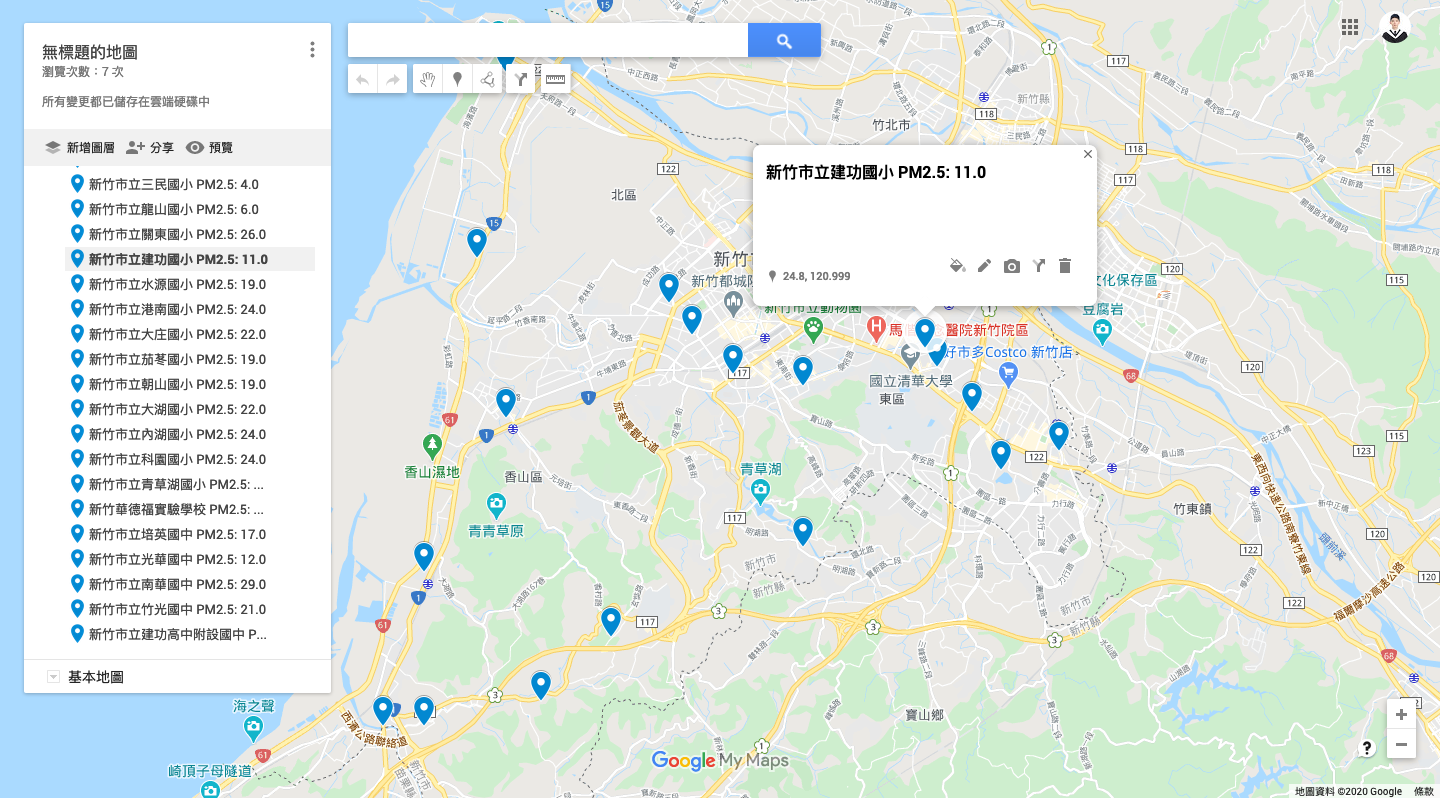 無標題的地圖
瀏覽次數：7 次
所有變更都已儲存在雲端硬碟中
新增圖層 分享 預覽
新竹市立三民國小 PM2.5: 4.0
新竹市立龍山國小 PM2.5: 6.0
新竹市立關東國小 PM2.5: 26.0
新竹市立建功國小 PM2.5: 11.0
新竹市立水源國小 PM2.5: 19.0
新竹市立港南國小 PM2.5: 24.0
新竹市立大庄國小 PM2.5: 22.0
新竹市立茄苳國小 PM2.5: 19.0
新竹市立朝山國小 PM2.5: 19.0
新竹市立大湖國小 PM2.5: 22.0
新竹市立內湖國小 PM2.5: 24.0
新竹市立科園國小 PM2.5: 24.0
新竹市立青草湖國小 PM2.5: ...
新竹華德福實驗學校 PM2.5: ...
新竹市立培英國中 PM2.5: 17.0
新竹市立光華國中 PM2.5: 12.0
新竹市立南華國中 PM2.5: 29.0
新竹市立竹光國中 PM2.5: 21.0
新竹市立建功高中附設國中 P...
基本地圖
新竹市立建功國小 PM2.5: 11.0
24.8, 120.999
竹北市
新竹縣
北區
新竹都城隍
新竹市立動物園
文化保存區
豆腐岩
醫院新竹院區
好市多Costco 新竹店
國立清華大學
東區
茄苳景觀大道
香山濕地
香山區
青草湖
青青草原
竹東鎮
新竹市
新竹縣
寶山鄉
海之聲
西濱公路聯絡道
崎頂子母隧道
東西向快速公路南寮竹東線
福爾摩沙高速公路
頭前溪
Google My Maps
地圖資料 ©2020 Google 條款